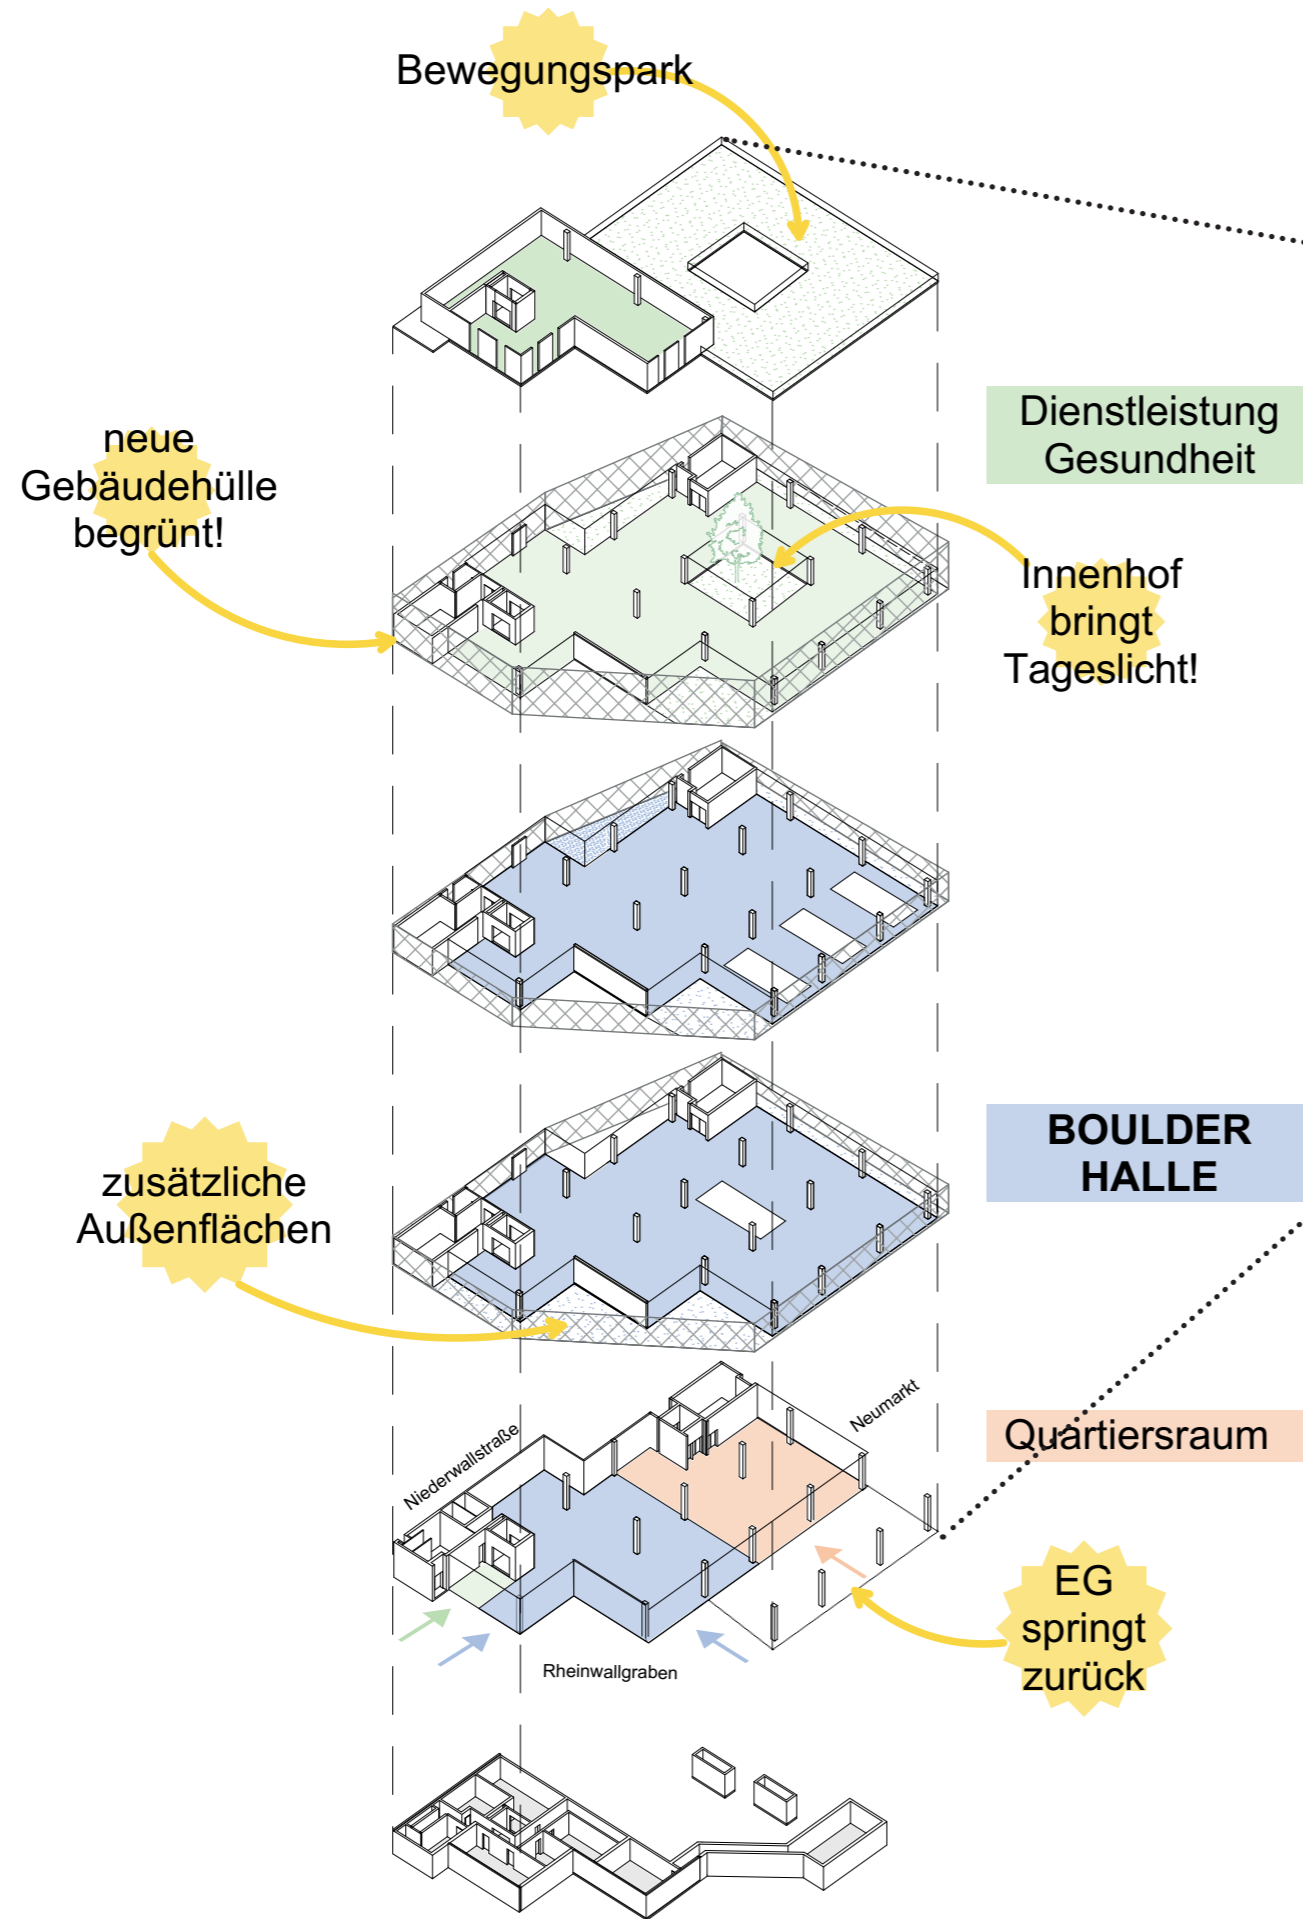 Bewegungspark
Dienstleistung
Gesundheit
neue
Gebäudehülle
begrünt!
Innenhof
bringt
Tageslicht!
BOULDER
HALLE
zusätzliche
Außenflächen
Neumarkt
Niederwallstraße
Quartiersraum
EG
springt
zurück
Rheinwallgraben